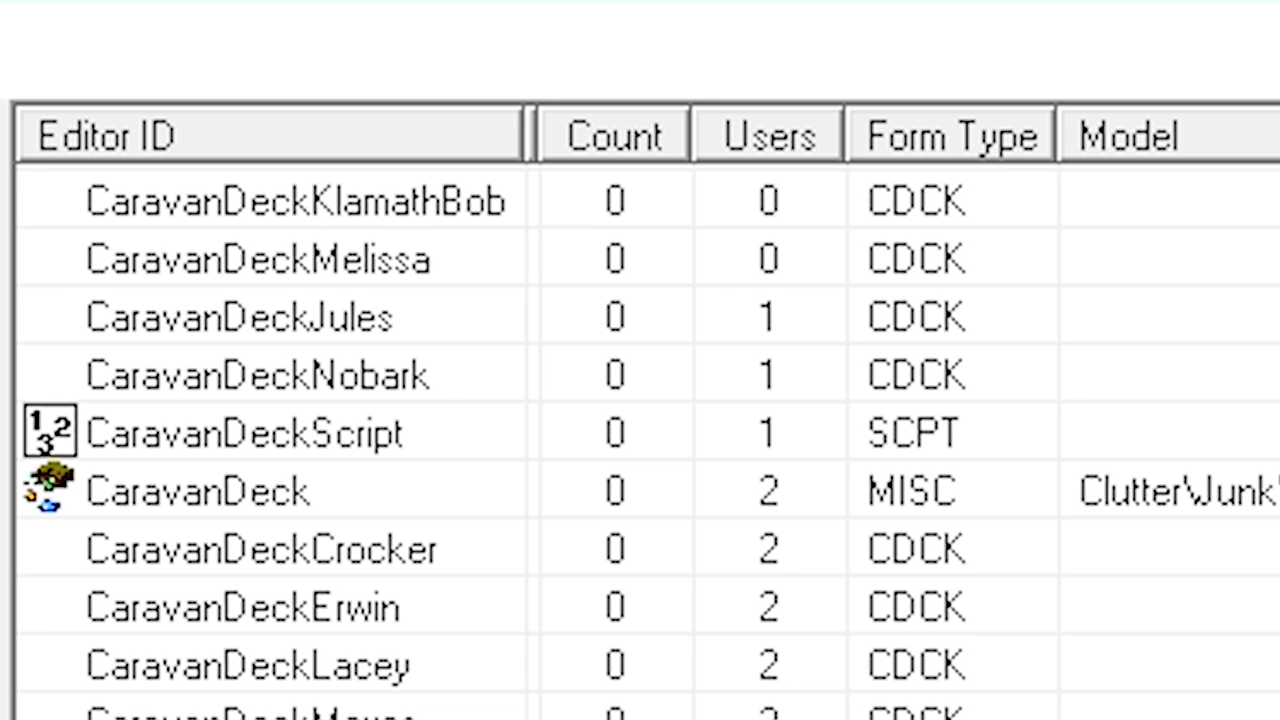 Editor ID Count Users Form Type Model
CaravanDeckKlamathBob 0 0 CDCK
CaravanDeckMelissa 0 0 CDCK
CaravanDeckJules 0 1 CDCK
CaravanDeckNobark 0 1 CDCK
123 CaravanDeckScript 0 1 SCPT
CaravanDeck 0 2 MISC Clutter\Junk\
CaravanDeckCrocker 0 2 CDCK
CaravanDeckErwin 0 2 CDCK
CaravanDeckLacey 0 2 CDCK